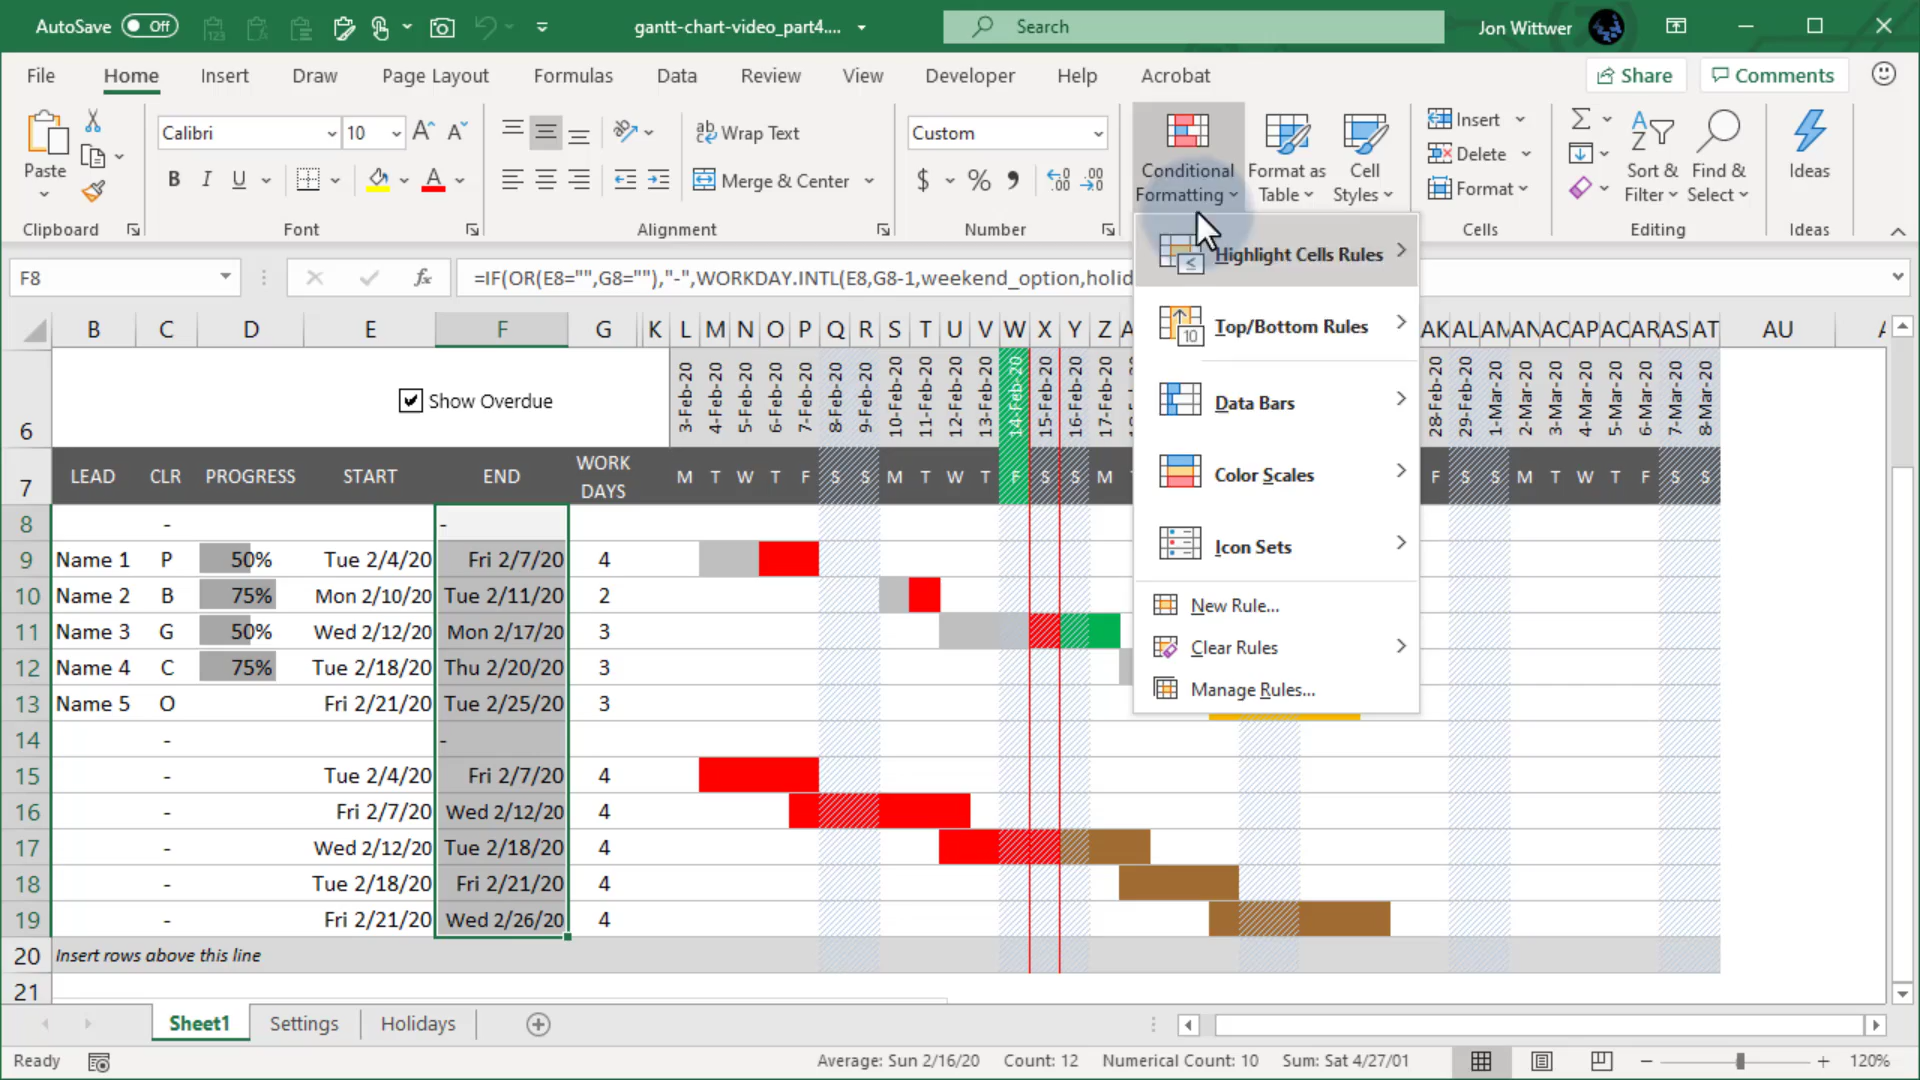 AutoSave Off
gantt-chart-video_part4....
Search
Jon Wittwer
File Home Insert Draw Page Layout Formulas Data Review View Developer Help Acrobat
Share
Comments
Paste
Clipboard
Calibri 10
B I U
Font
Wrap Text
Merge & Center
Alignment
Custom
$ % ,
Number
Conditional Formatting
Format as Table
Cell Styles
Insert
Delete
Format
Cells
Sort & Filter
Find & Select
Editing
Ideas
Ideas
F8
fx
=IF(OR(E8="",G8=""),"-",WORKDAY.INTL(E8,G8-1,weekend_option,holid
Highlight Cells Rules
Top/Bottom Rules
Data Bars
Color Scales
Icon Sets
New Rule...
Clear Rules
Manage Rules...
B C D E F G K L M N O P Q R S T U V W X Y Z A AK AL AM AN AO AP AQ AR AS AT AU
6 Show Overdue 3-Feb-20 4-Feb-20 5-Feb-20 6-Feb-20 7-Feb-20 8-Feb-20 9-Feb-20 10-Feb-20 11-Feb-20 12-Feb-20 13-Feb-20 14-Feb-20 15-Feb-20 16-Feb-20 17-Feb-20 28-Feb-20 29-Feb-20 1-Mar-20 2-Mar-20 3-Mar-20 4-Mar-20 5-Mar-20 6-Mar-20 7-Mar-20 8-Mar-20
7 LEAD CLR PROGRESS START END WORK DAYS M T W T F S S M T W T F S S M F S S M T W T F S S
8 - -
9 Name 1 P 50% Tue 2/4/20 Fri 2/7/20 4
10 Name 2 B 75% Mon 2/10/20 Tue 2/11/20 2
11 Name 3 G 50% Wed 2/12/20 Mon 2/17/20 3
12 Name 4 C 75% Tue 2/18/20 Thu 2/20/20 3
13 Name 5 O Fri 2/21/20 Tue 2/25/20 3
14 - -
15 - Tue 2/4/20 Fri 2/7/20 4
16 - Fri 2/7/20 Wed 2/12/20 4
17 - Wed 2/12/20 Tue 2/18/20 4
18 - Tue 2/18/20 Fri 2/21/20 4
19 - Fri 2/21/20 Wed 2/26/20 4
20 Insert rows above this line
21
Sheet1 Settings Holidays
Ready
Average: Sun 2/16/20 Count: 12 Numerical Count: 10 Sum: Sat 4/27/01
120%